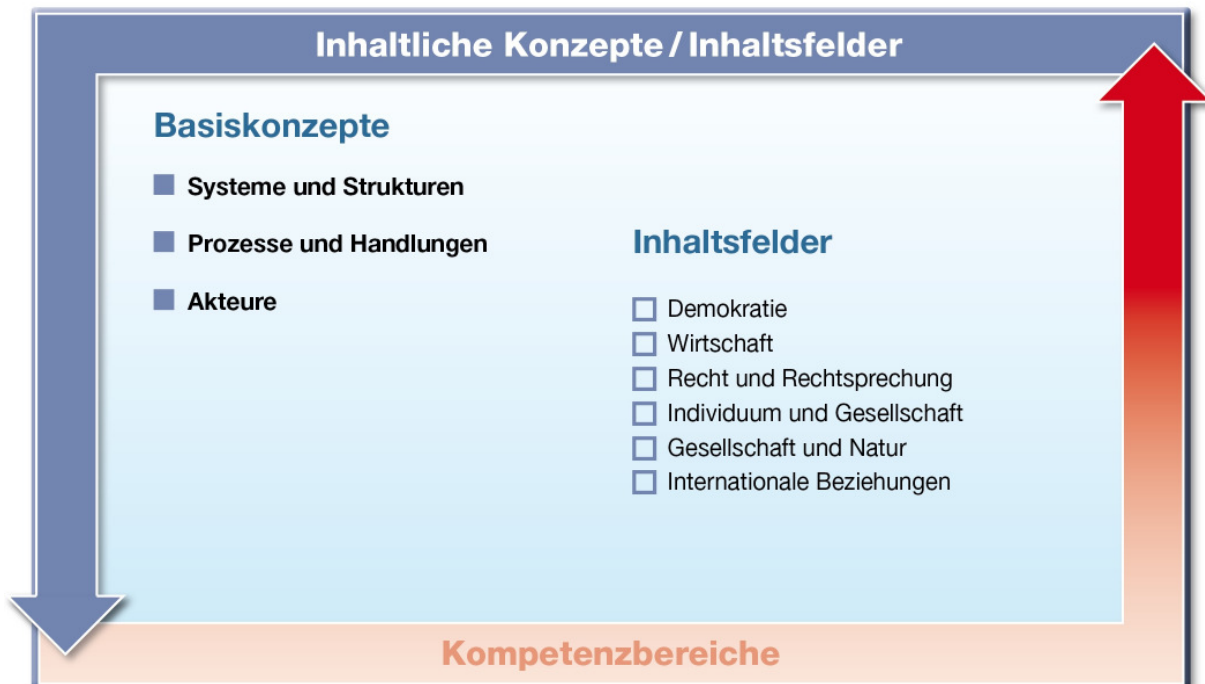 Inhaltliche Konzepte / Inhaltsfelder
Basiskonzepte
Systeme und Strukturen
Prozesse und Handlungen
Akteure
Inhaltsfelder
Demokratie
Wirtschaft
Recht und Rechtsprechung
Individuum und Gesellschaft
Gesellschaft und Natur
Internationale Beziehungen
Kompetenzbereiche